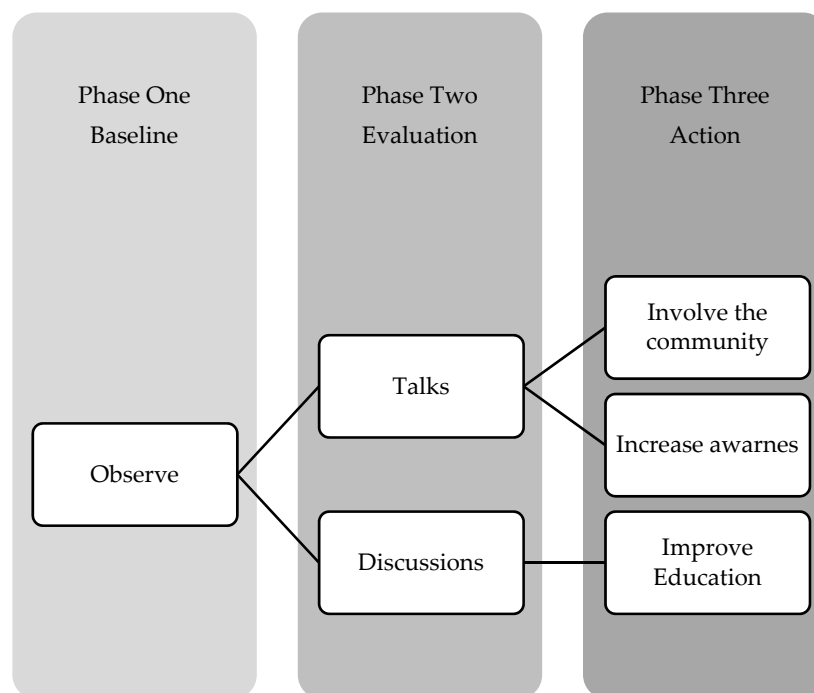 Phase One
Baseline
Phase Two
Evaluation
Phase Three
Action
Observe
Talks
Discussions
Involve the
community
Increase awarnes
Improve
Education